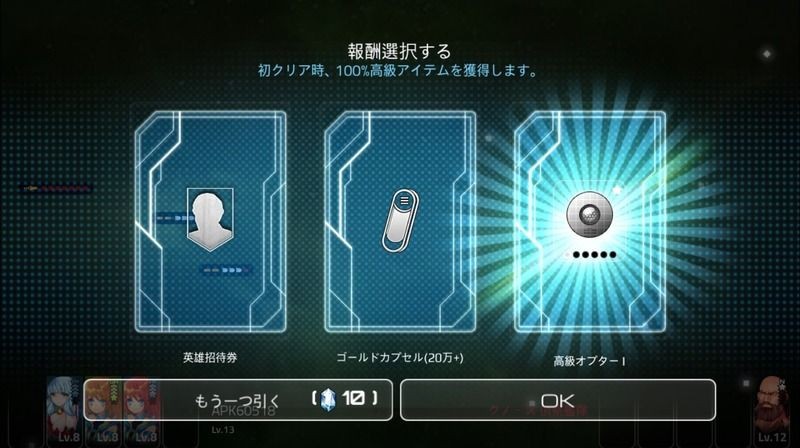 報酬選択する
初クリア時、100%高級アイテムを獲得します。
英雄招待券
ゴールドカプセル(20万+)
高級オプター I
もう一つ引く (10)
OK
APK60518
Lv.8
Lv.8
Lv.8
Lv.13
Lv.12